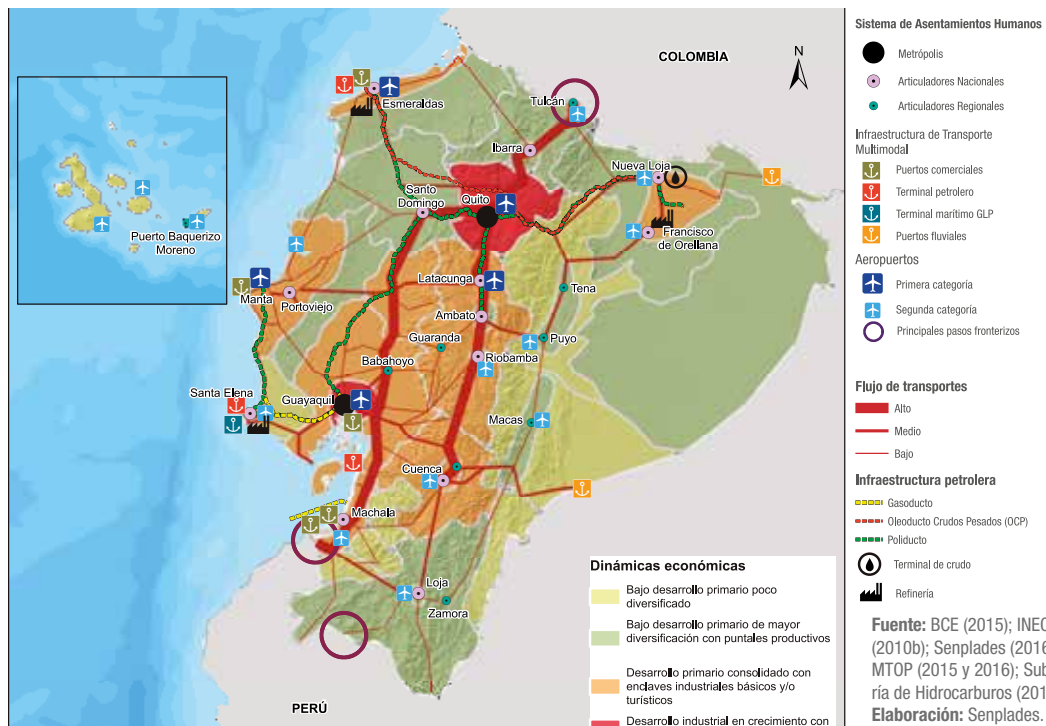 COLOMBIA
N
Esmeraldas
Tulcán
Ibarra
Nueva Loja
Santo
Domingo
Quito
Francisco
de Orellana
Puerto Baquerizo
Moreno
Latacunga
Tena
Manta
Portoviejo
Ambato
Guaranda
Puyo
Riobamba
Babahoyo
Santa Elena
Guayaquil
Macas
Cuenca
Machala
Loja
Zamora
PERÚ
Dinámicas económicas
Bajo desarrollo primario poco
diversificado
Bajo desarrollo primario de mayor
diversificación con puntales productivos
Desarrollo primario consolidado con
enclaves industriales básicos y/o
turísticos
Desarrollo industrial en crecimiento con
Sistema de Asentamientos Humanos
Metrópolis
Articuladores Nacionales
Articuladores Regionales
Infraestructura de Transporte
Multimodal
Puertos comerciales
Terminal petrolero
Terminal marítimo GLP
Puertos fluviales
Aeropuertos
Primera categoría
Segunda categoría
Principales pasos fronterizos
Flujo de transportes
Alto
Medio
Bajo
Infraestructura petrolera
Gasoducto
Oleoducto Crudos Pesados (OCP)
Poliducto
Terminal de crudo
Refinería
Fuente: BCE (2015); INEC
(2010b); Senplades (2016
MTOP (2015 y 2016); Sub
ría de Hidrocarburos (201
Elaboración: Senplades.